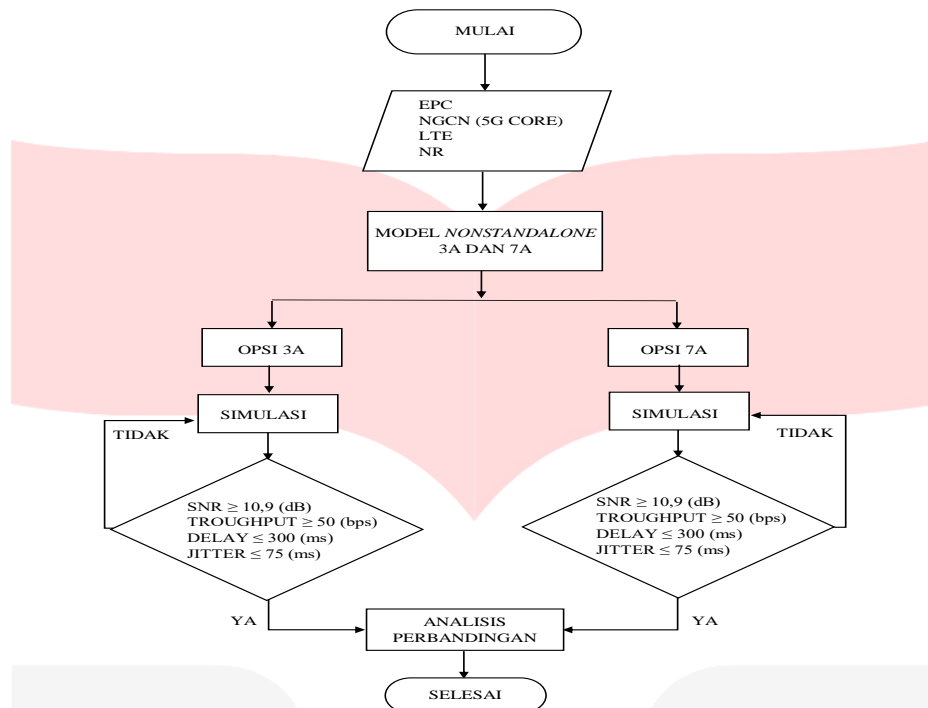 MULAI
EPC
NGCN (5G CORE)
LTE
NR
MODEL NONSTANDALONE
3A DAN 7A
OPSI 3A
OPSI 7A
SIMULASI
SIMULASI
TIDAK
TIDAK
SNR ≥ 10,9 (dB)
TROUGHPUT ≥ 50 (bps)
DELAY ≤ 300 (ms)
JITTER ≤ 75 (ms)
SNR ≥ 10,9 (dB)
TROUGHPUT ≥ 50 (bps)
DELAY ≤ 300 (ms)
JITTER ≤ 75 (ms)
YA
YA
ANALISIS
PERBANDINGAN
SELESAI